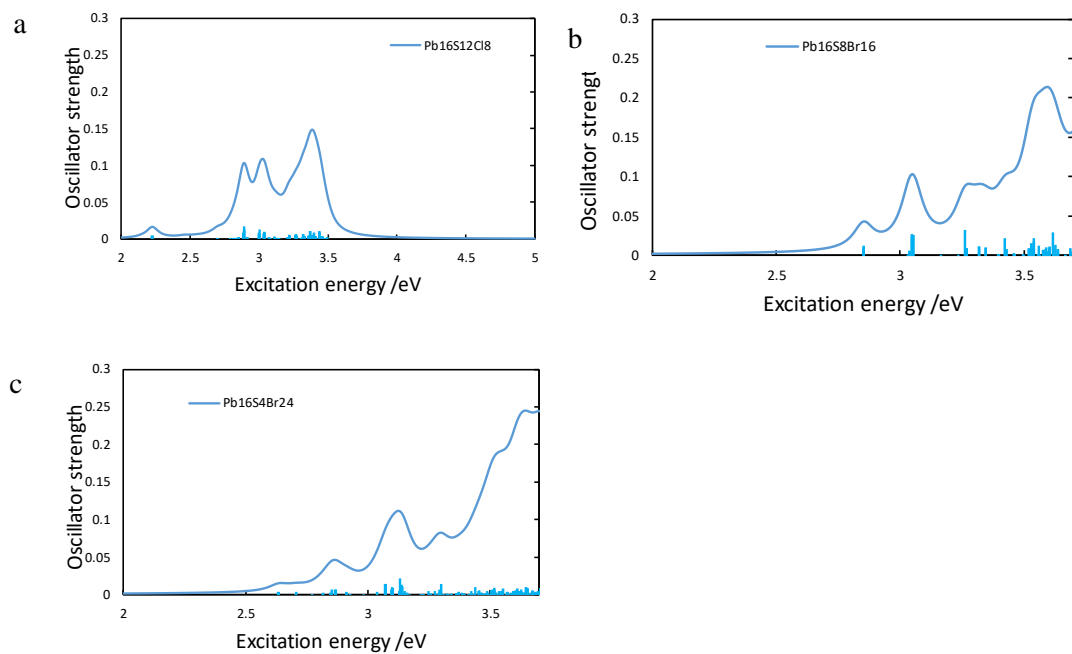 a
0.3
0.25
0.2
0.15
0.1
0.05
0
Oscillator strength
Pb16S12Cl8
2 2.5 3 3.5 4 4.5 5
Excitation energy /eV
b
0.3
0.25
0.2
0.15
0.1
0.05
0
Oscillator strengt
Pb16S8Br16
2 2.5 3 3.5
Excitation energy /eV
c
0.3
0.25
0.2
0.15
0.1
0.05
0
Oscillator strength
Pb16S4Br24
2 2.5 3 3.5
Excitation energy /eV